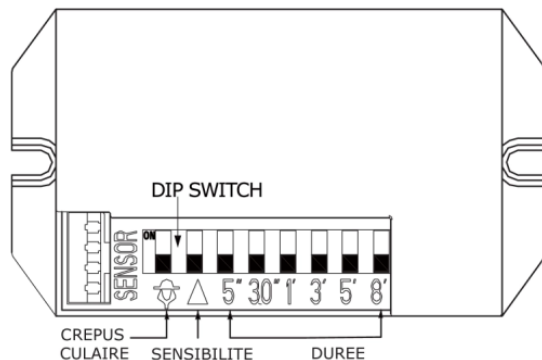 DIP SWITCH
SENSOR
ON
5" 30" 1' 3' 5' 8'
CREPUS
CULAIRE
SENSIBILITE
DUREE